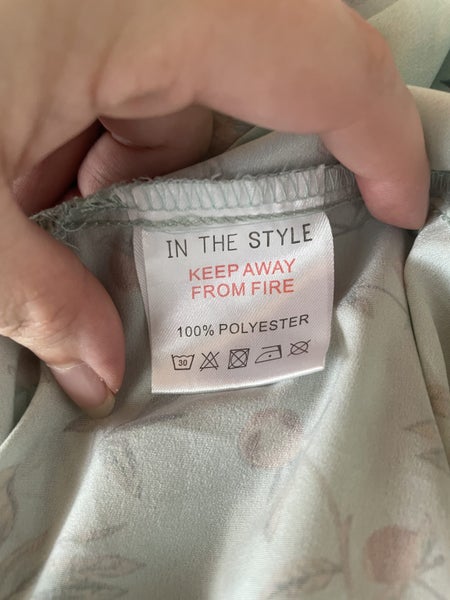 IN THE STYLE
KEEP AWAY
FROM FIRE
100% POLYESTER
30